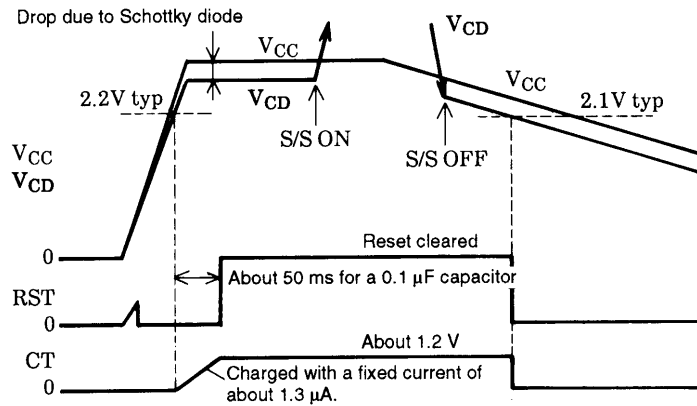 Drop due to Schottky diode
VCC
VCD
VCD
VCC
2.2V typ
2.1V typ
S/S ON
S/S OFF
VCC
VCD
0
Reset cleared
About 50 ms for a 0.1 µF capacitor
RST
0
About 1.2 V
CT
0
Charged with a fixed current of
about 1.3 µA.